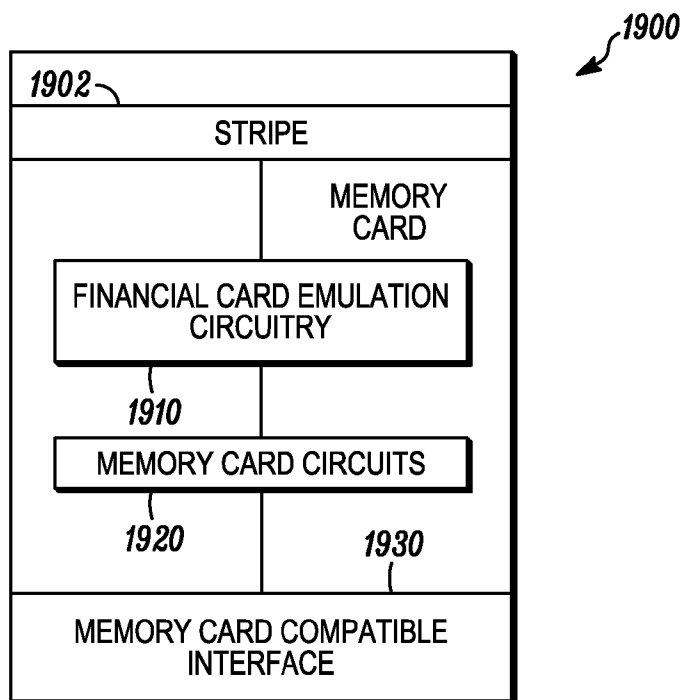 1900
1902
STRIPE
MEMORY
CARD
FINANCIAL CARD EMULATION
CIRCUITRY
1910
MEMORY CARD CIRCUITS
1920
1930
MEMORY CARD COMPATIBLE
INTERFACE